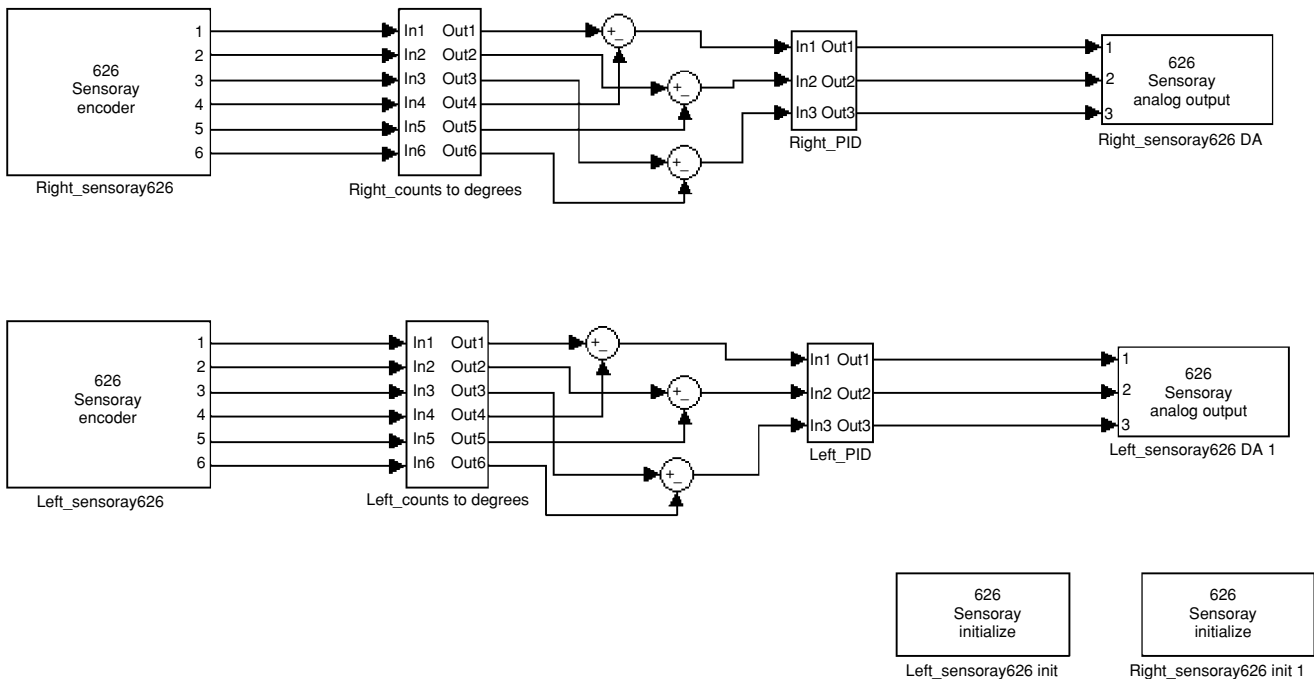 626
Sensoray
encoder
1
2
3
4
5
6
Right_sensoray626
In1 Out1
In2 Out2
In3 Out3
In4 Out4
In5 Out5
In6 Out6
Right_counts to degrees
+
_
+
_
+
_
In1 Out1
In2 Out2
In3 Out3
Right_PID
1
2
3
626
Sensoray
analog output
Right_sensoray626 DA
626
Sensoray
encoder
1
2
3
4
5
6
Left_sensoray626
In1 Out1
In2 Out2
In3 Out3
In4 Out4
In5 Out5
In6 Out6
Left_counts to degrees
+
_
+
_
+
_
In1 Out1
In2 Out2
In3 Out3
Left_PID
1
2
3
626
Sensoray
analog output
Left_sensoray626 DA 1
626
Sensoray
initialize
Left_sensoray626 init
626
Sensoray
initialize
Right_sensoray626 init 1